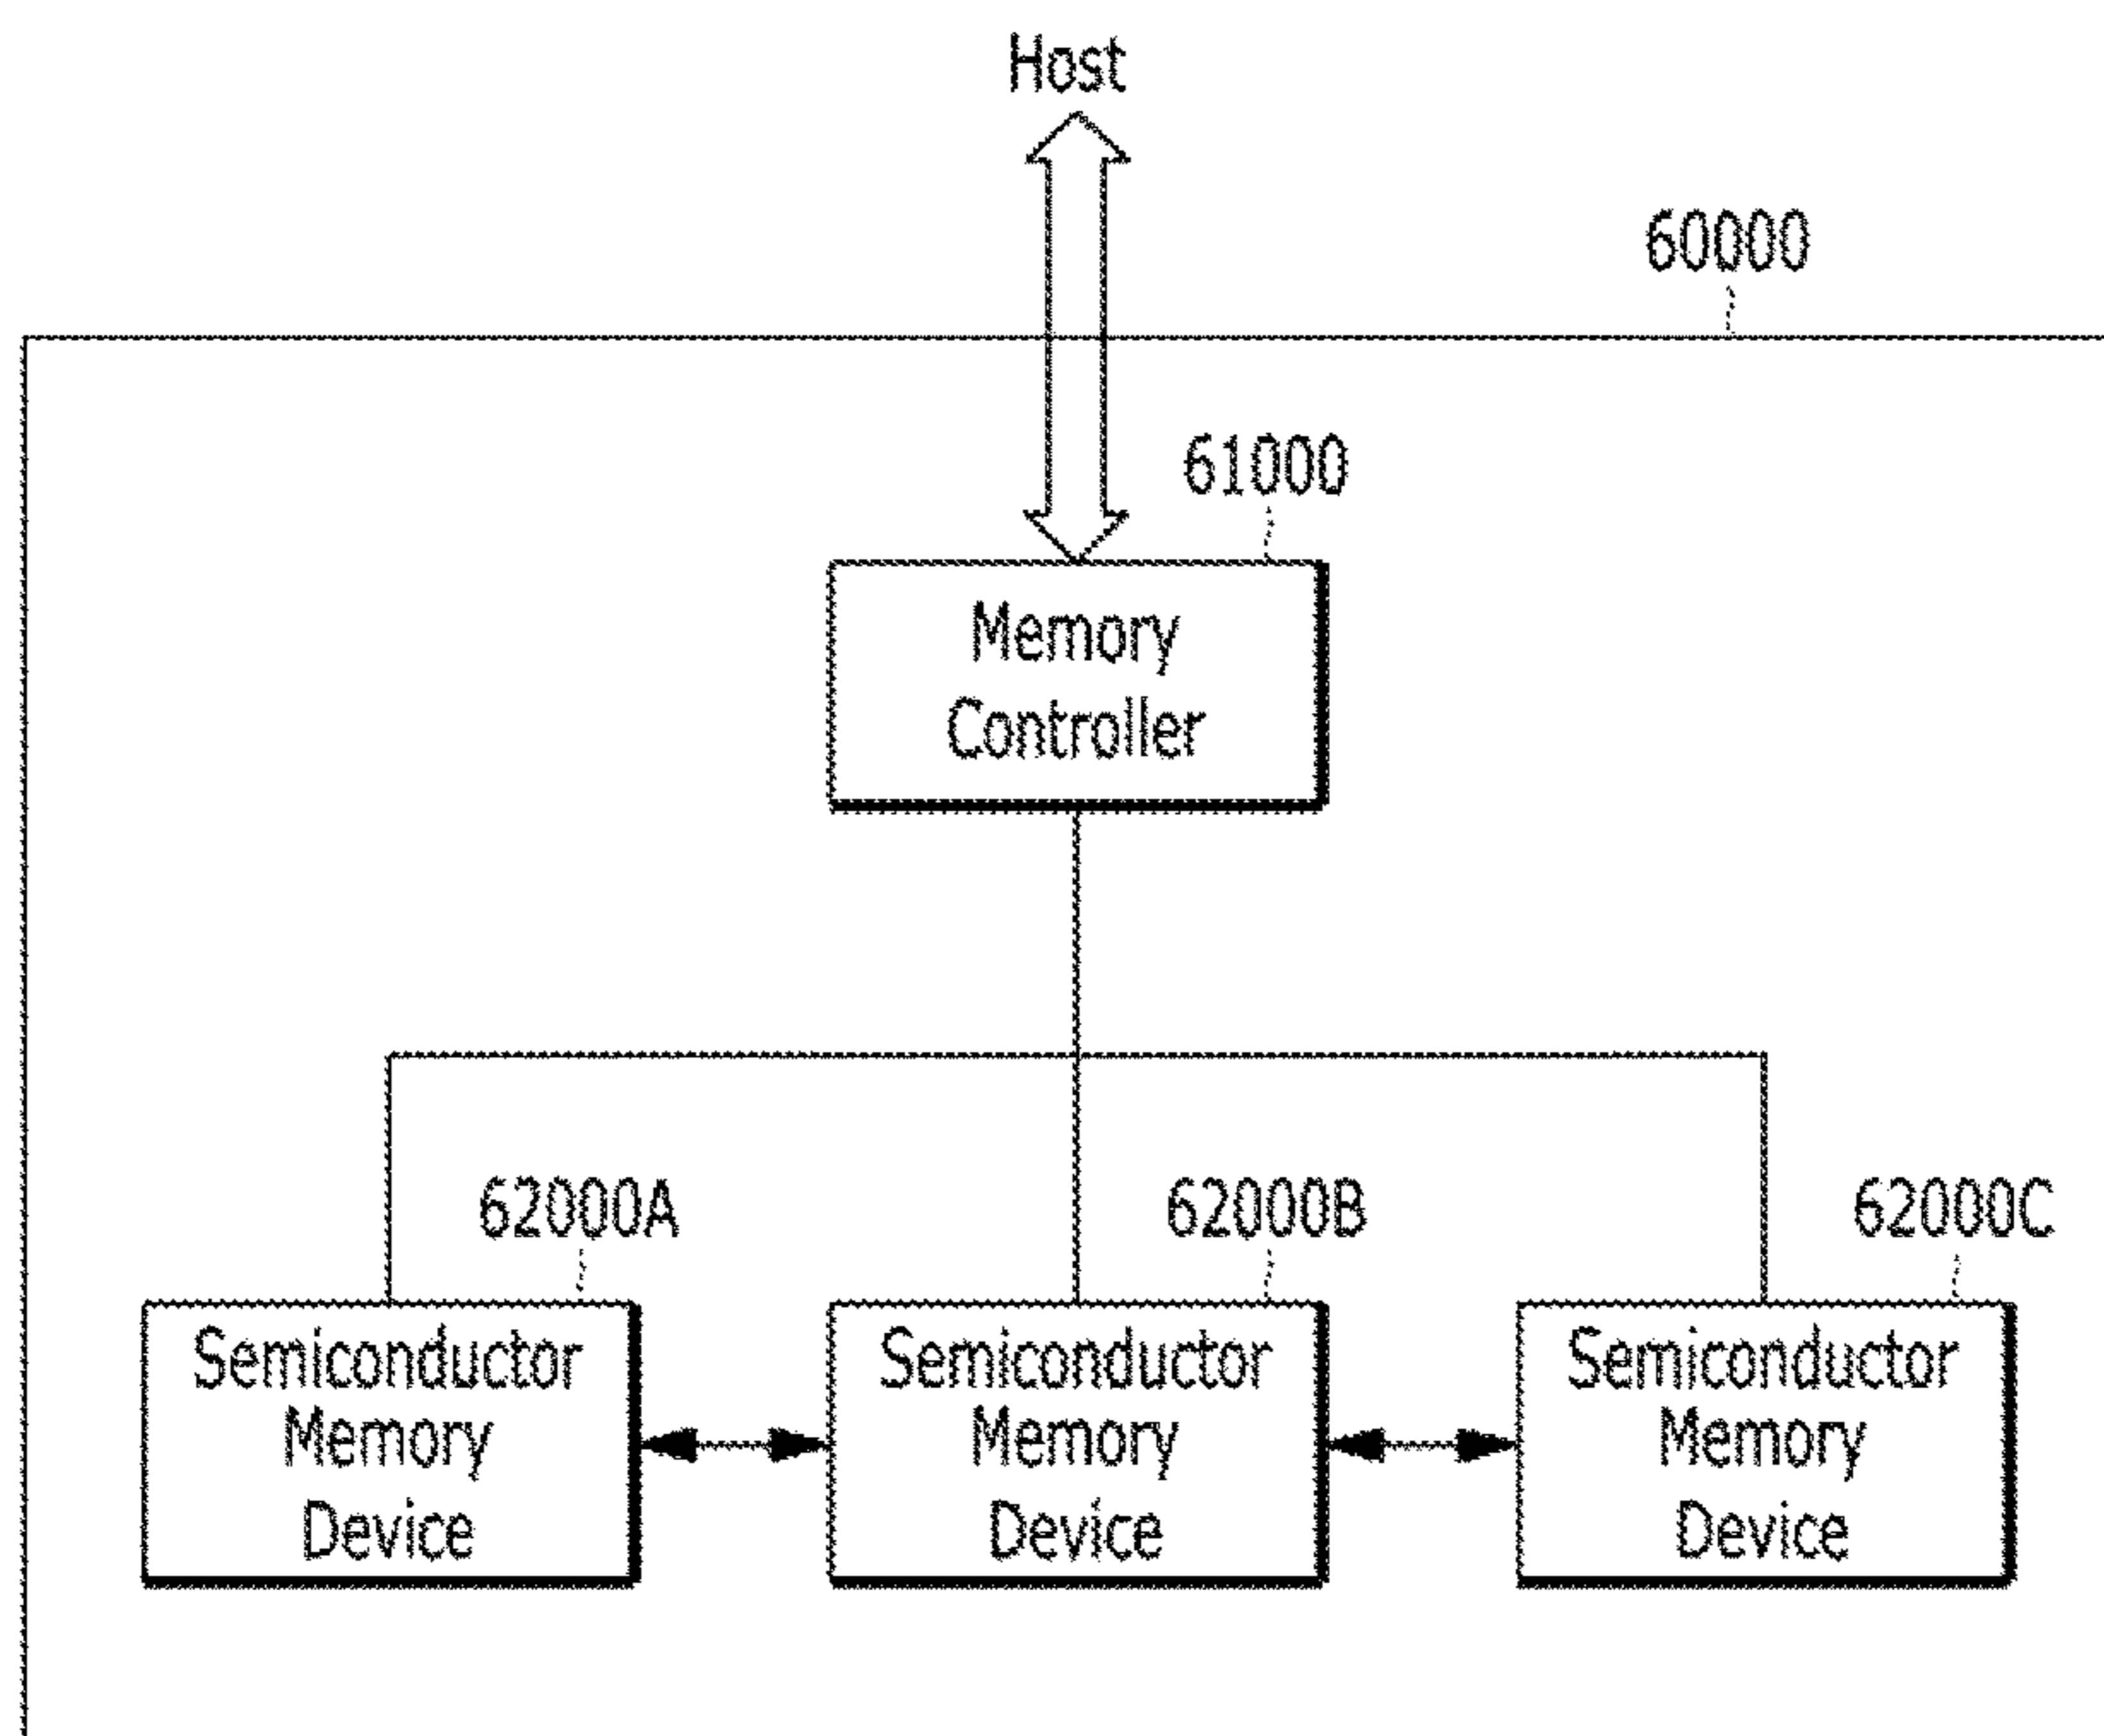 Host
60000
61000
Memory
Controller
62000A
62000B
62000C
Semiconductor
Memory
Device
Semiconductor
Memory
Device
Semiconductor
Memory
Device